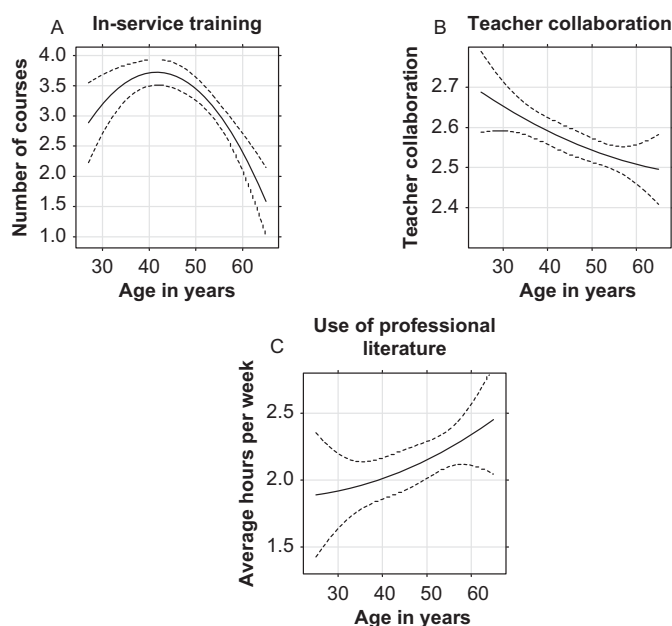 A
In-service training
4.0
3.5
3.0
2.5
2.0
1.5
1.0
Number of courses
30 40 50 60
Age in years
B
Teacher collaboration
2.7
2.6
2.5
2.4
Teacher collaboration
30 40 50 60
Age in years
C
Use of professional
literature
2.5
2.0
1.5
Average hours per week
30 40 50 60
Age in years